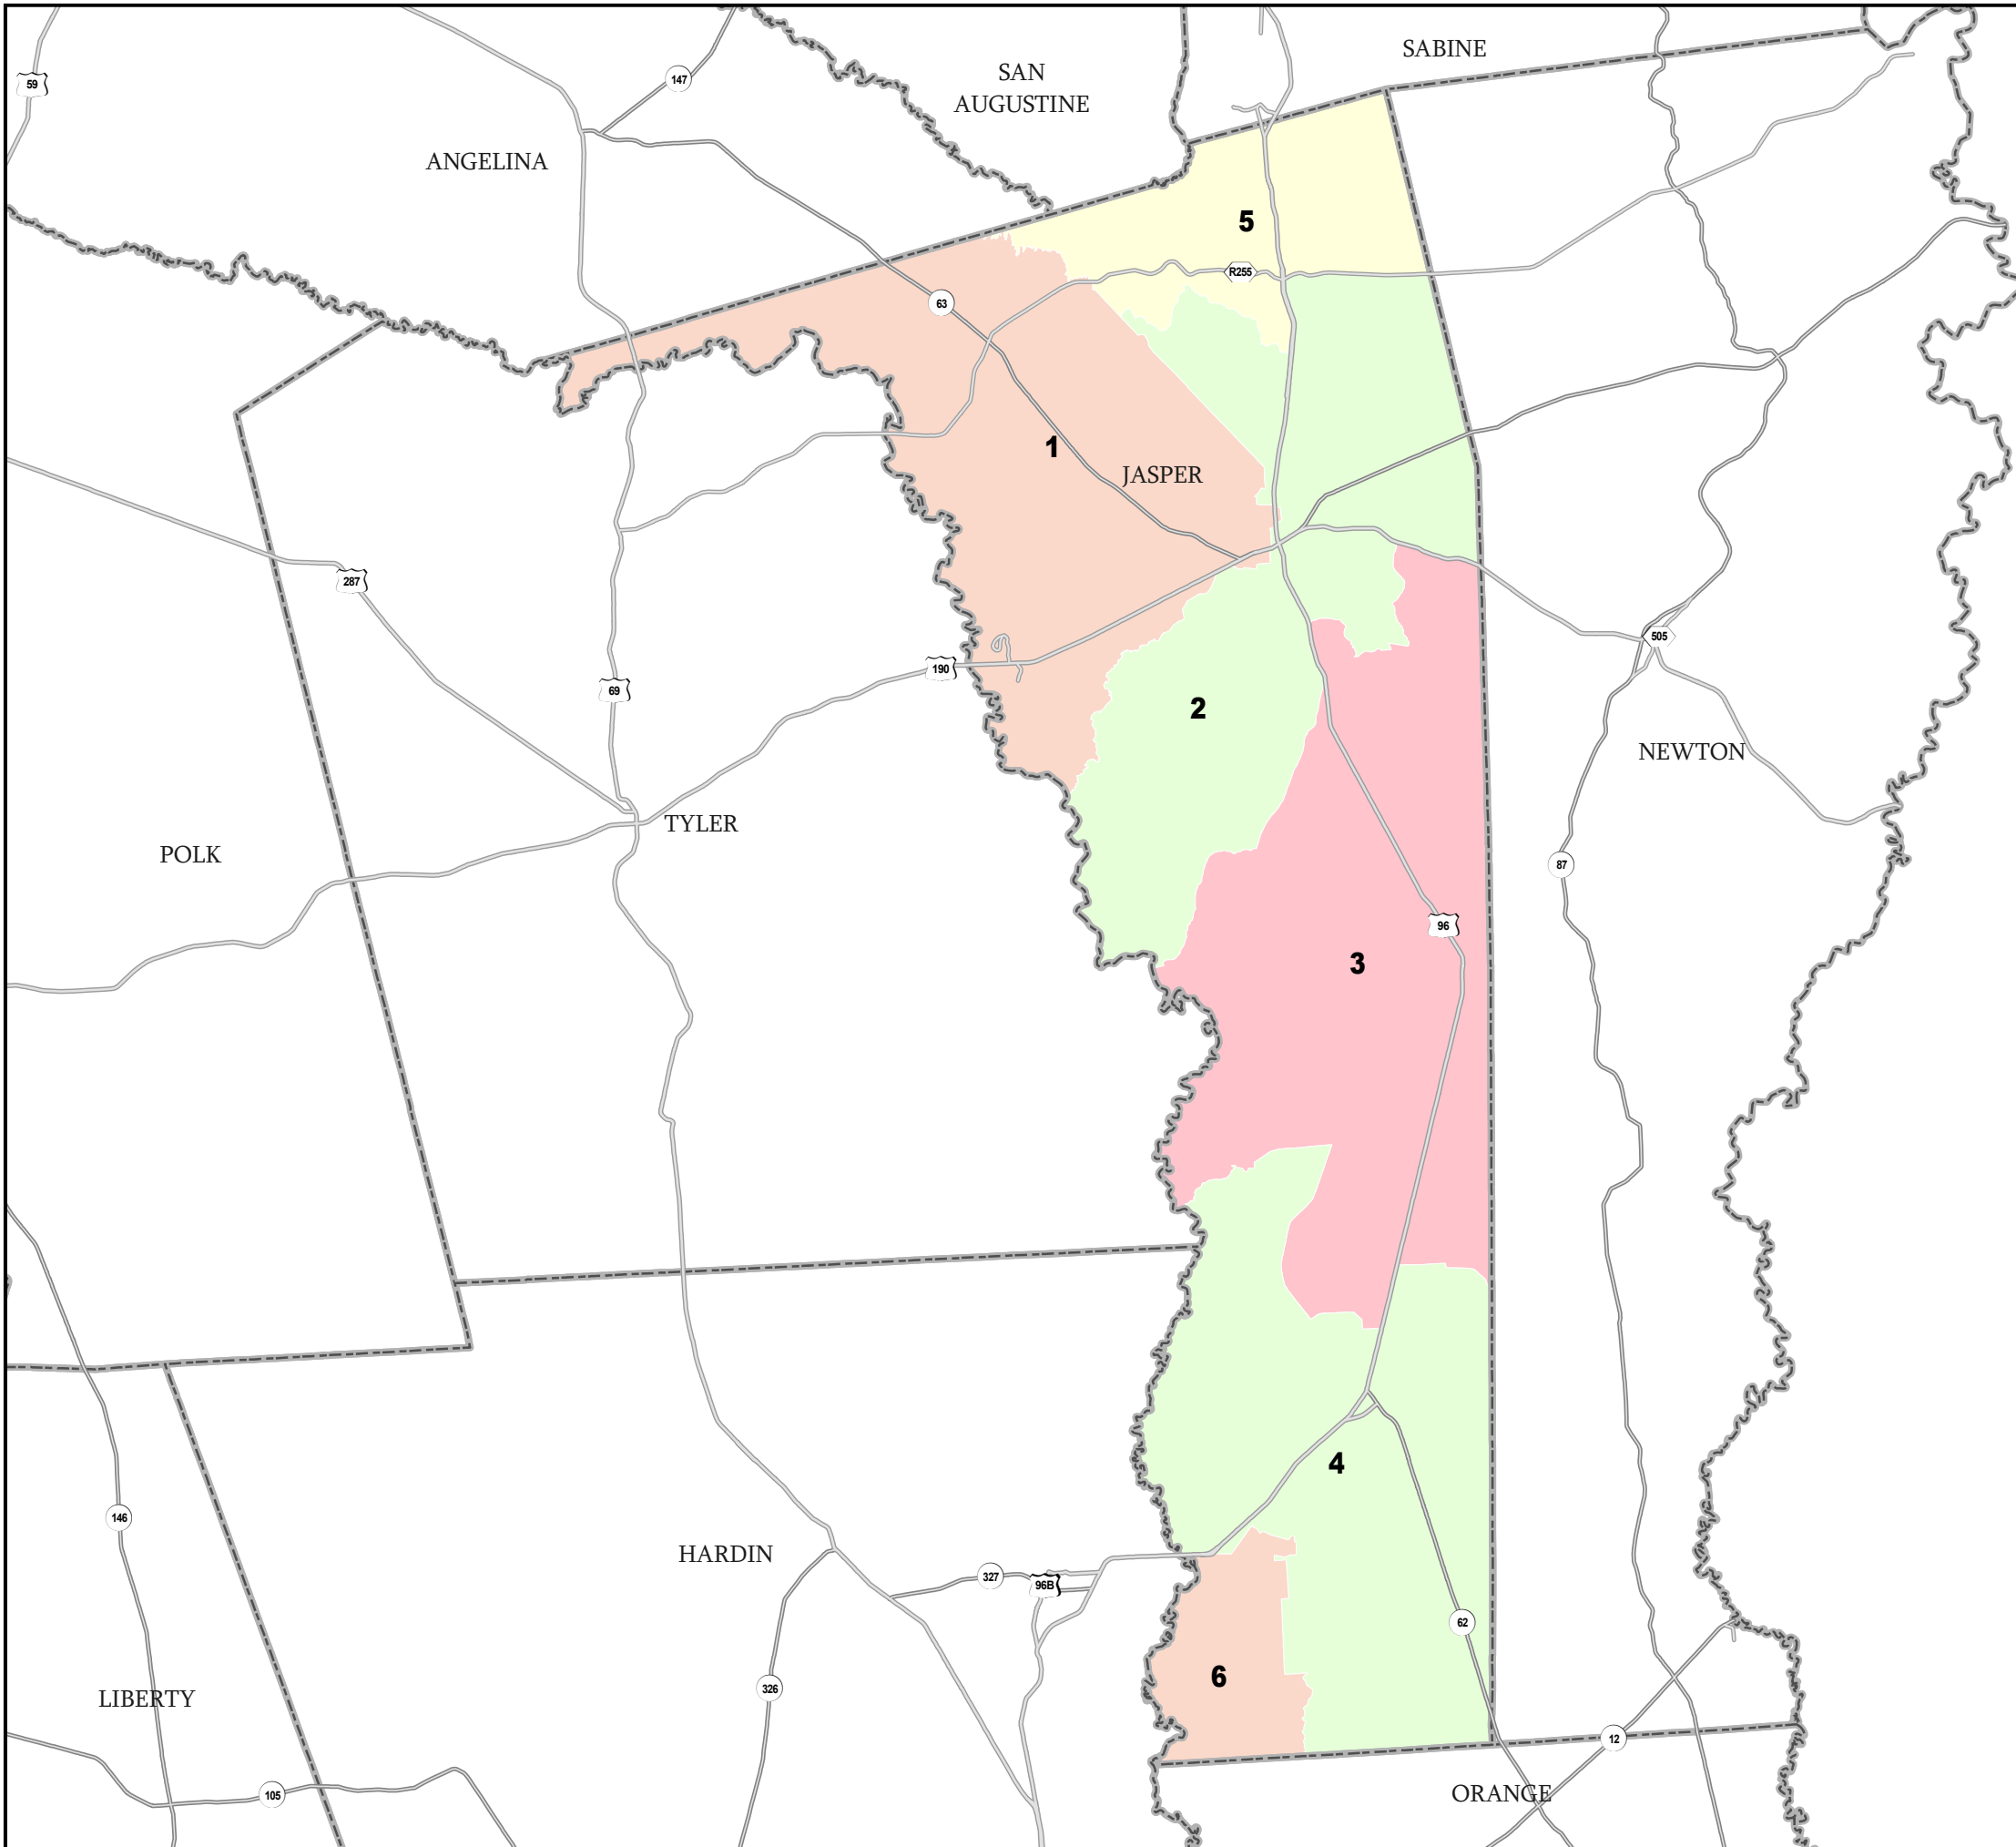 SABINE
SAN
AUGUSTINE
59
147
ANGELINA
5
R255
63
1
JASPER
287
505
190
69
2
NEWTON
TYLER
POLK
87
96
3
4
146
HARDIN
327
96B
62
6
326
LIBERTY
12
105
ORANGE